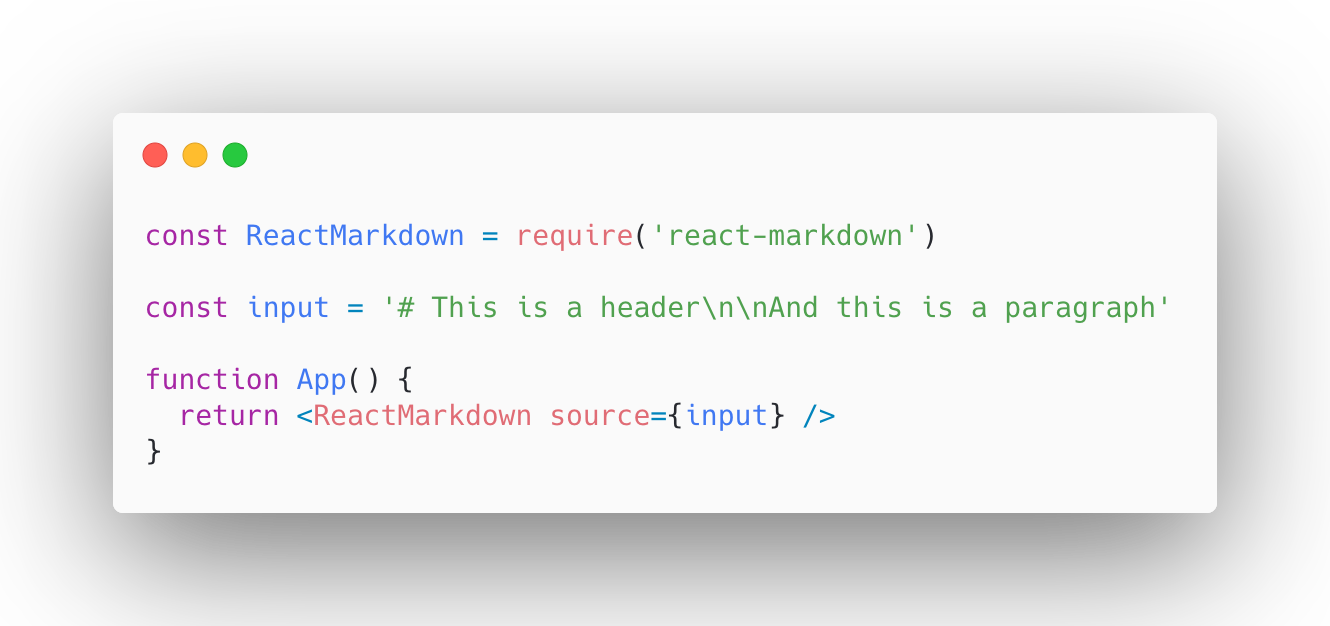 const ReactMarkdown = require('react-markdown')
const input = '# This is a header\n\nAnd this is a paragraph'
function App() {
  return <ReactMarkdown source={input} />
}